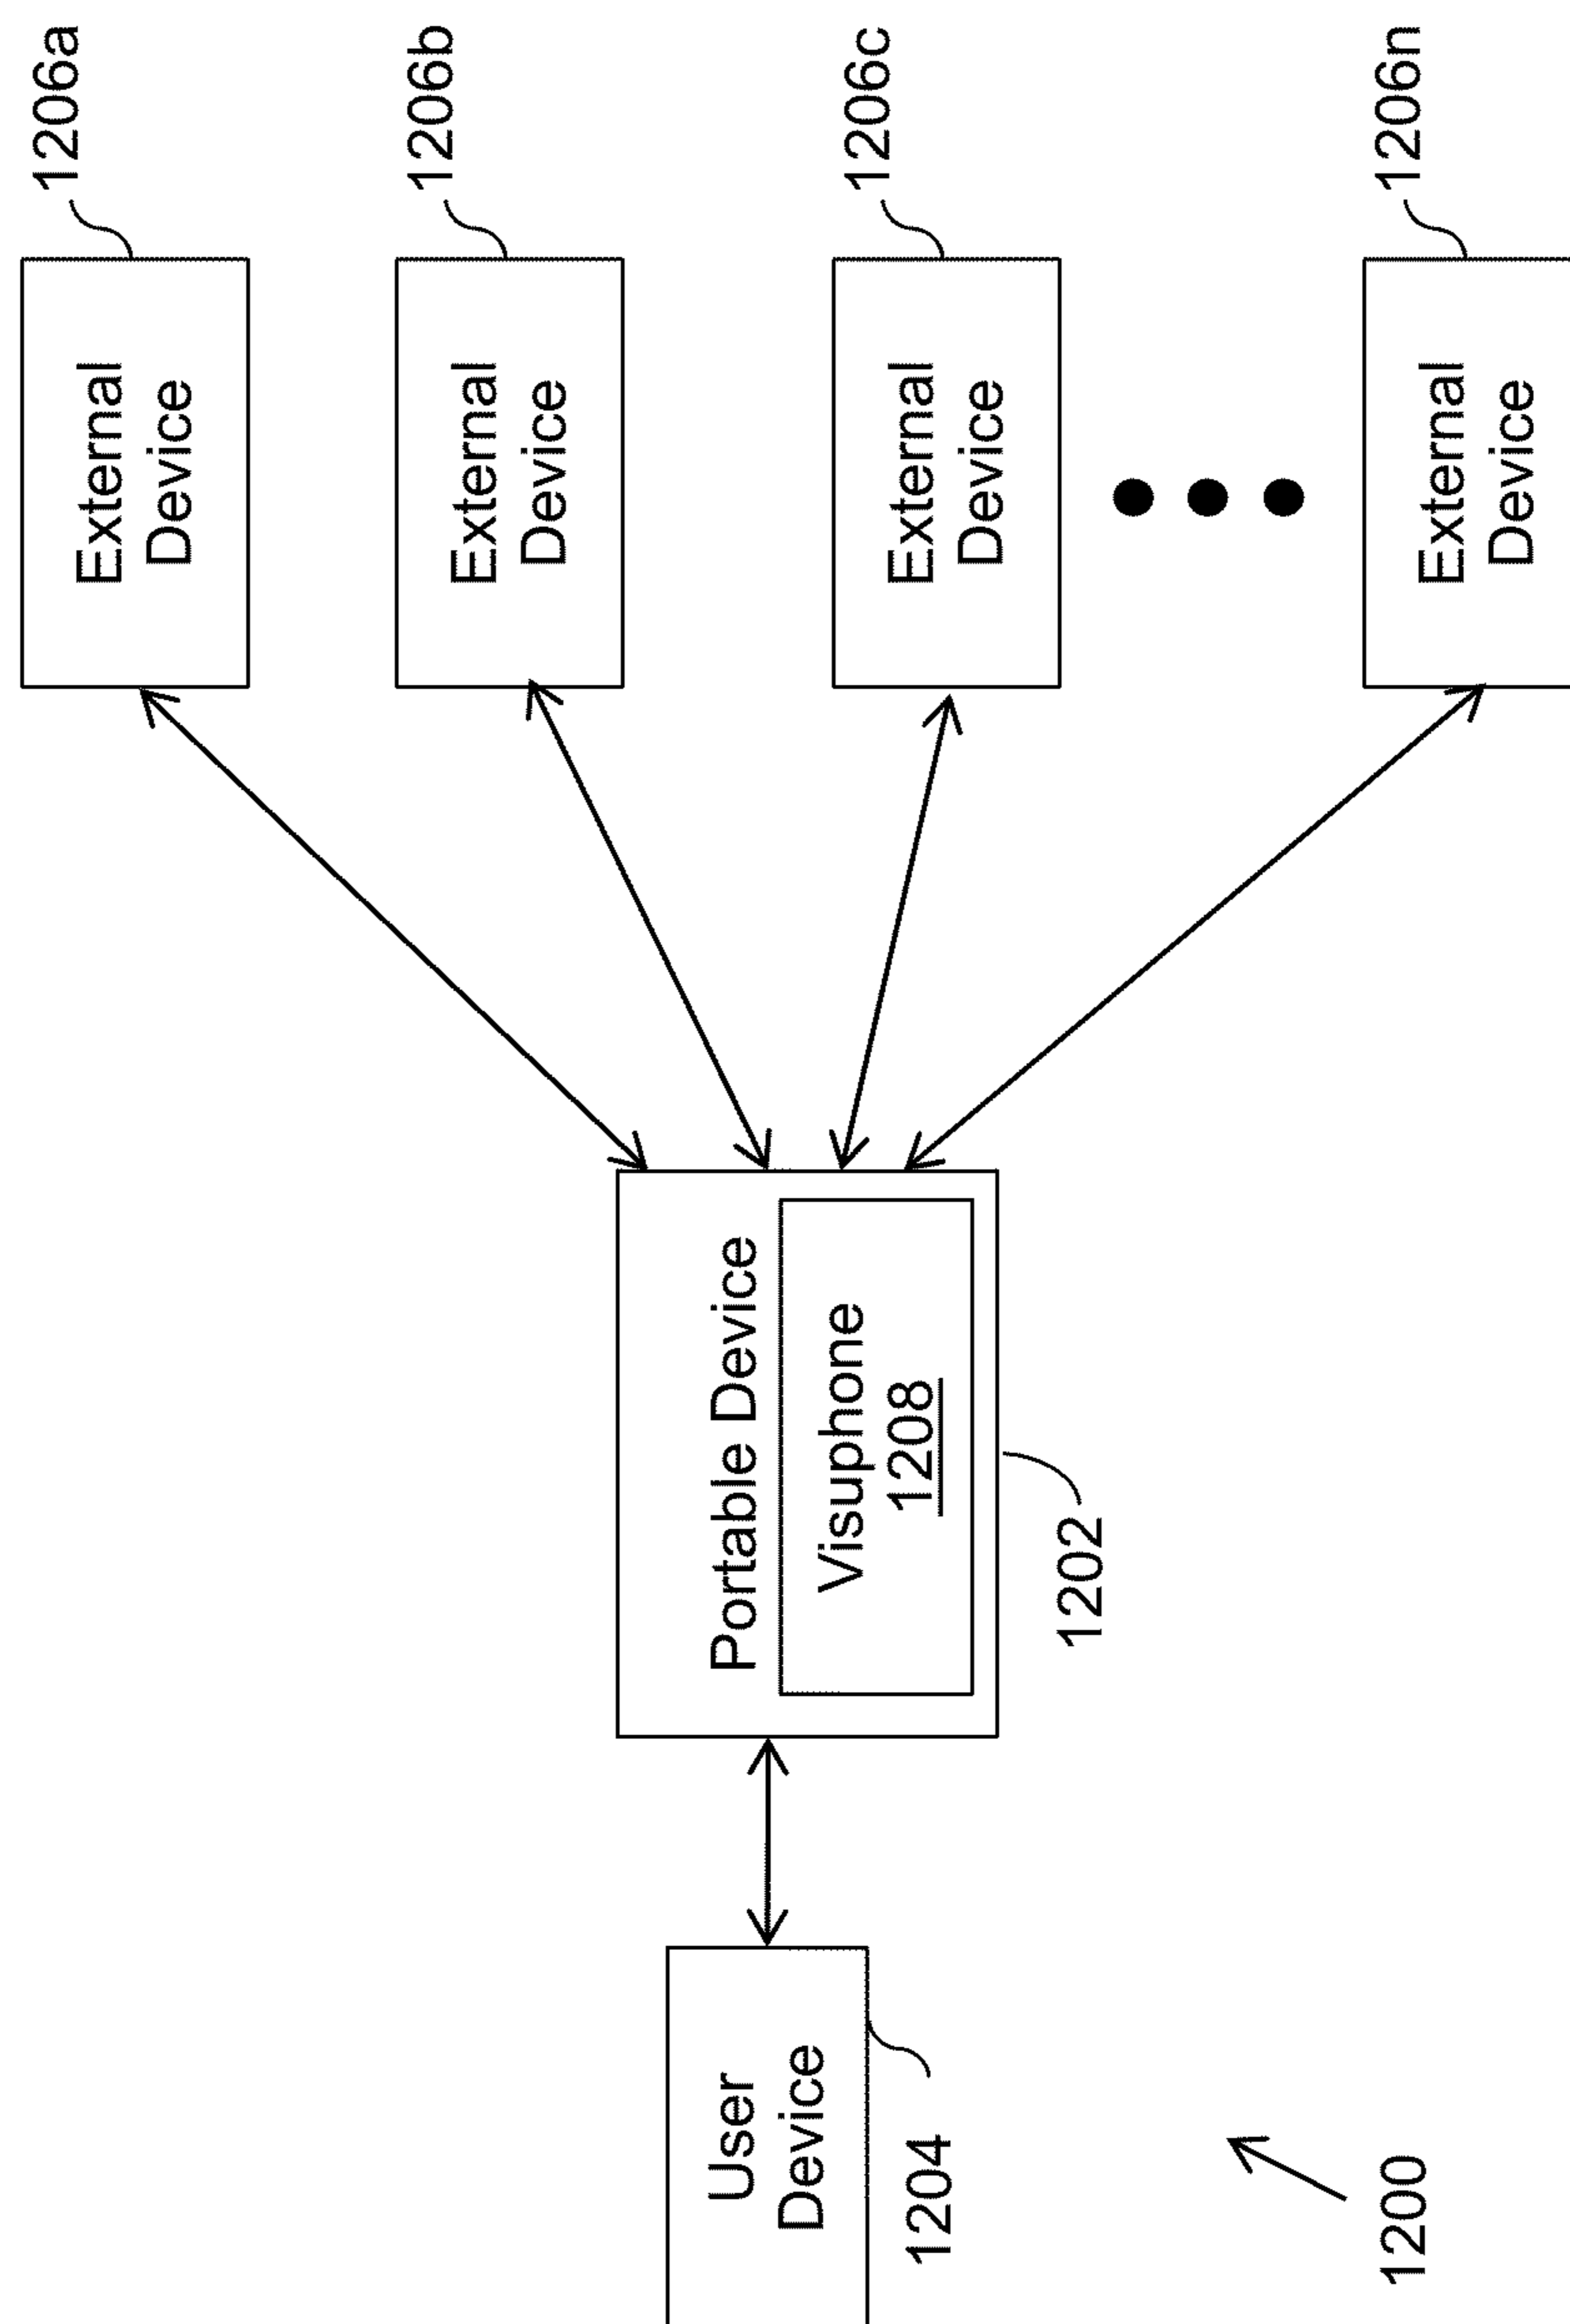 User
Device
1204
Portable Device
Visuphone
1208
1202
External
Device
1206a
External
Device
1206b
External
Device
1206c
External
Device
1206n
1200